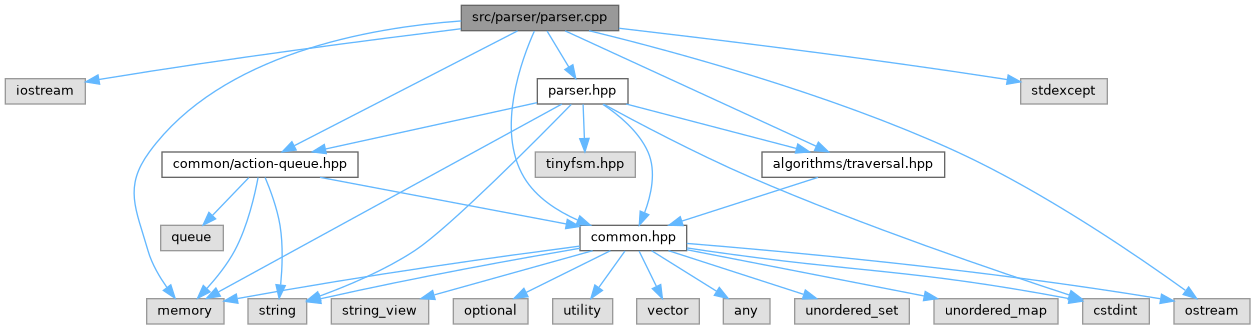 src/parser/parser.cpp
iostream
parser.hpp
stdexcept
common/action-queue.hpp
tinyfsm.hpp
algorithms/traversal.hpp
queue
common.hpp
memory
string
string_view
optional
utility
vector
any
unordered_set
unordered_map
cstdint
ostream